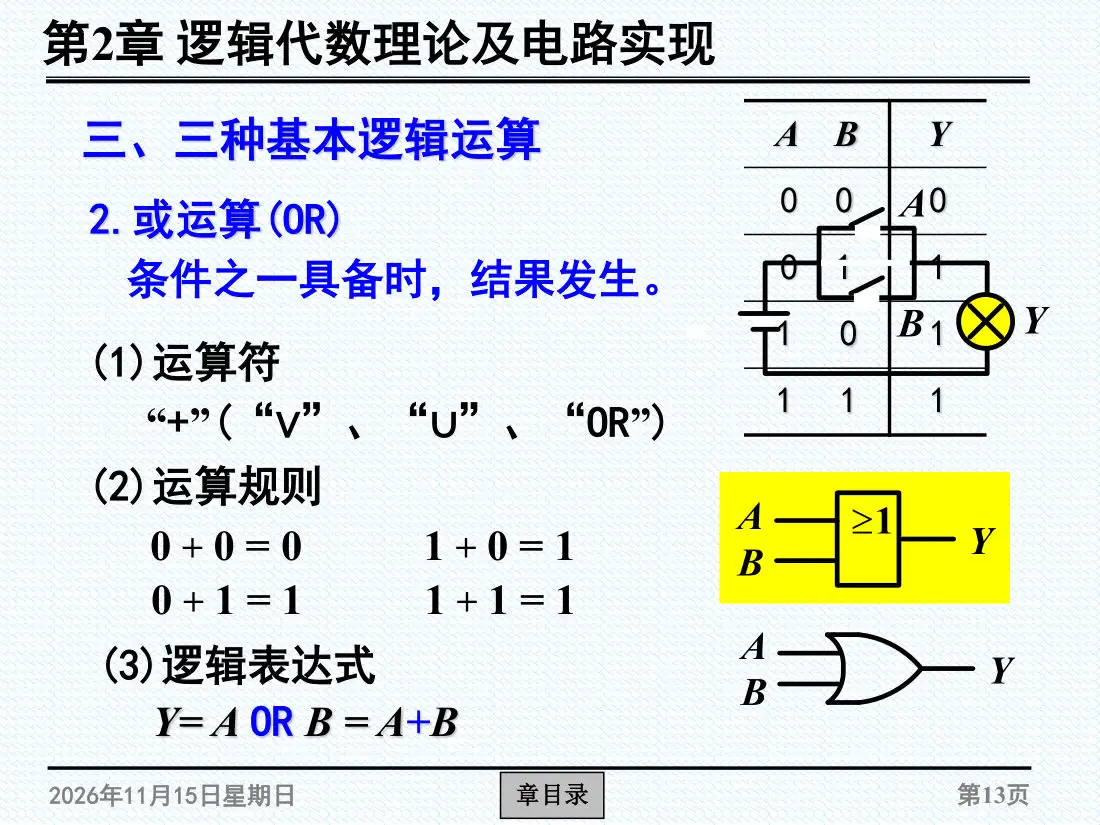 第2章 逻辑代数理论及电路实现
三、三种基本逻辑运算
2.或运算(OR)
条件之一具备时，结果发生。
(1)运算符
“+”(“∨”、“∪”、“OR”)
(2)运算规则
0 + 0 = 0 1 + 0 = 1
0 + 1 = 1 1 + 1 = 1
(3)逻辑表达式
Y= A OR B = A+B
A B Y
0 0 0
0 1 1
1 0 1
1 1 1
A
B
Y
A
B
≥1
Y
A
B
Y
2026年11月15日星期日
章目录
第13页